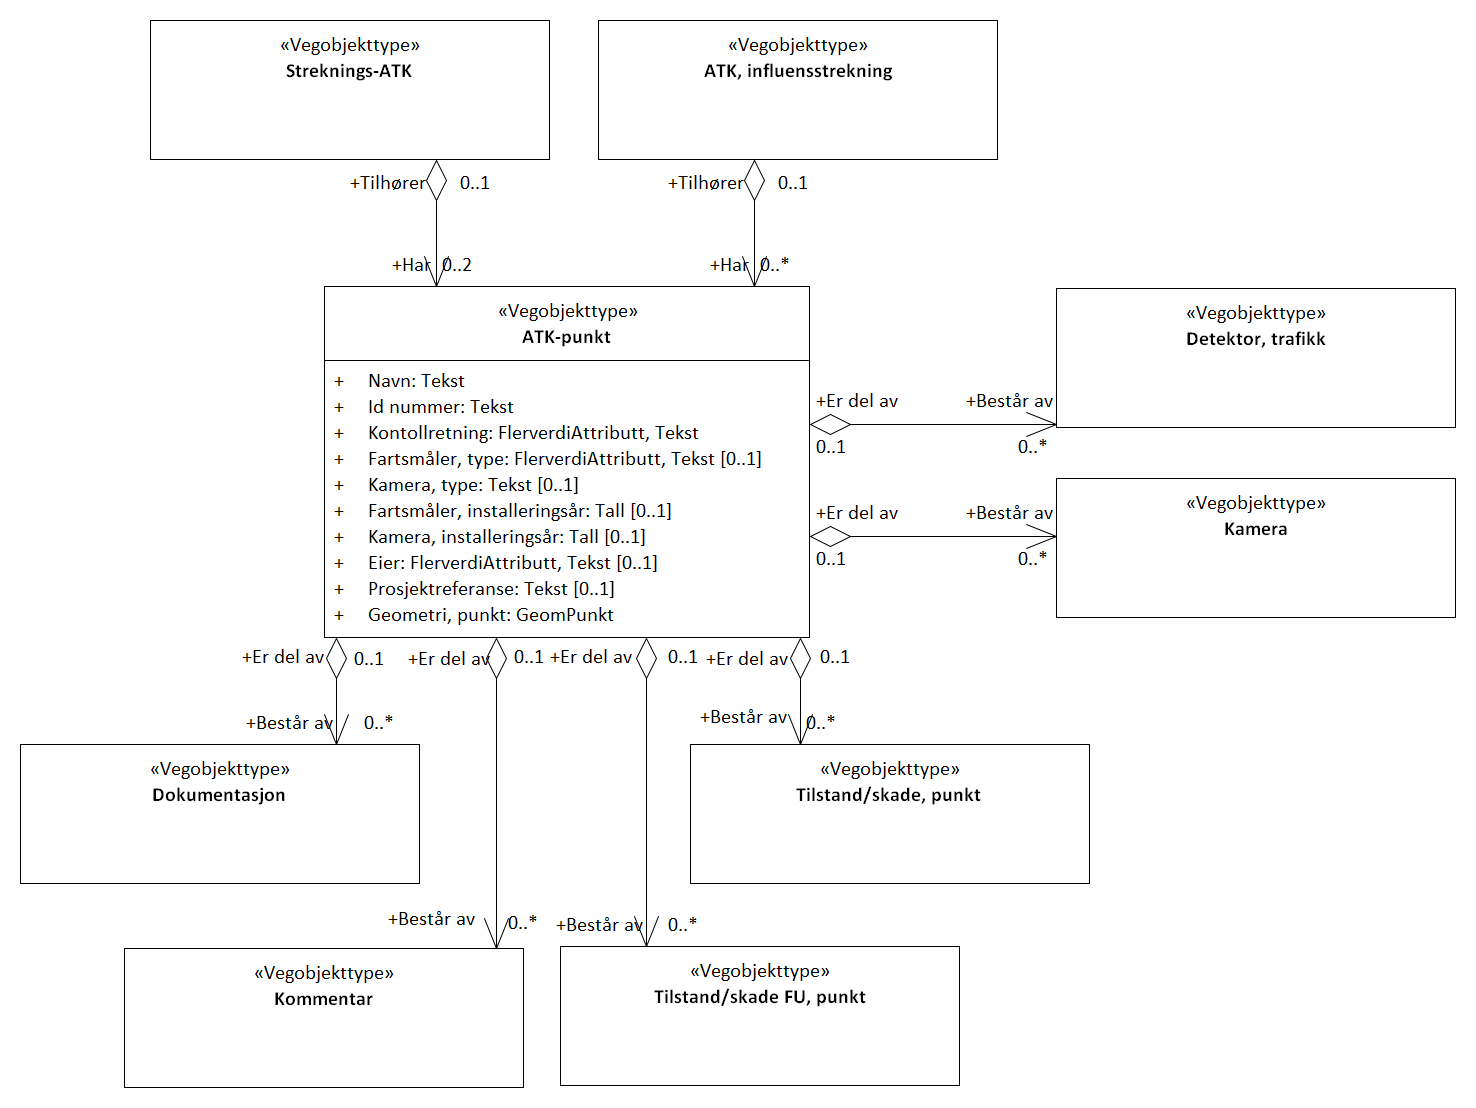 «Vegobjekttype»
Streknings-ATK
«Vegobjekttype»
ATK, influensstrekning
+Tilhører 0..1
+Tilhører 0..1
+Har 0..2
+Har 0..*
«Vegobjekttype»
ATK-punkt
+ Navn: Tekst
+ Id nummer: Tekst
+ Kontollretning: FlerverdiAttributt, Tekst
+ Fartsmåler, type: FlerverdiAttributt, Tekst [0..1]
+ Kamera, type: Tekst [0..1]
+ Fartsmåler, installeringsår: Tall [0..1]
+ Kamera, installeringsår: Tall [0..1]
+ Eier: FlerverdiAttributt, Tekst [0..1]
+ Prosjektreferanse: Tekst [0..1]
+ Geometri, punkt: GeomPunkt
«Vegobjekttype»
Detektor, trafikk
+Er del av +Består av
0..1 0..*
«Vegobjekttype»
Kamera
+Er del av +Består av
0..1 0..*
+Er del av 0..1
+Er del av 0..1
+Er del av 0..1
+Er del av 0..1
+Består av 0..*
+Består av 0..*
«Vegobjekttype»
Dokumentasjon
«Vegobjekttype»
Tilstand/skade, punkt
+Består av 0..*
+Består av 0..*
«Vegobjekttype»
Kommentar
«Vegobjekttype»
Tilstand/skade FU, punkt